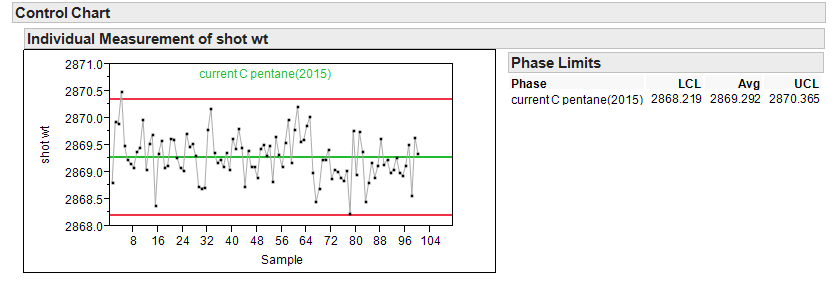 Control Chart
Individual Measurement of shot wt
2871.0
2870.5
2870.0
2869.5
2869.0
2868.5
2868.0
shot wt
current C pentane(2015)
8 16 24 32 40 48 56 64 72 80 88 96 104
Sample
Phase Limits
Phase LCL Avg UCL
current C pentane(2015) 2868.219 2869.292 2870.365